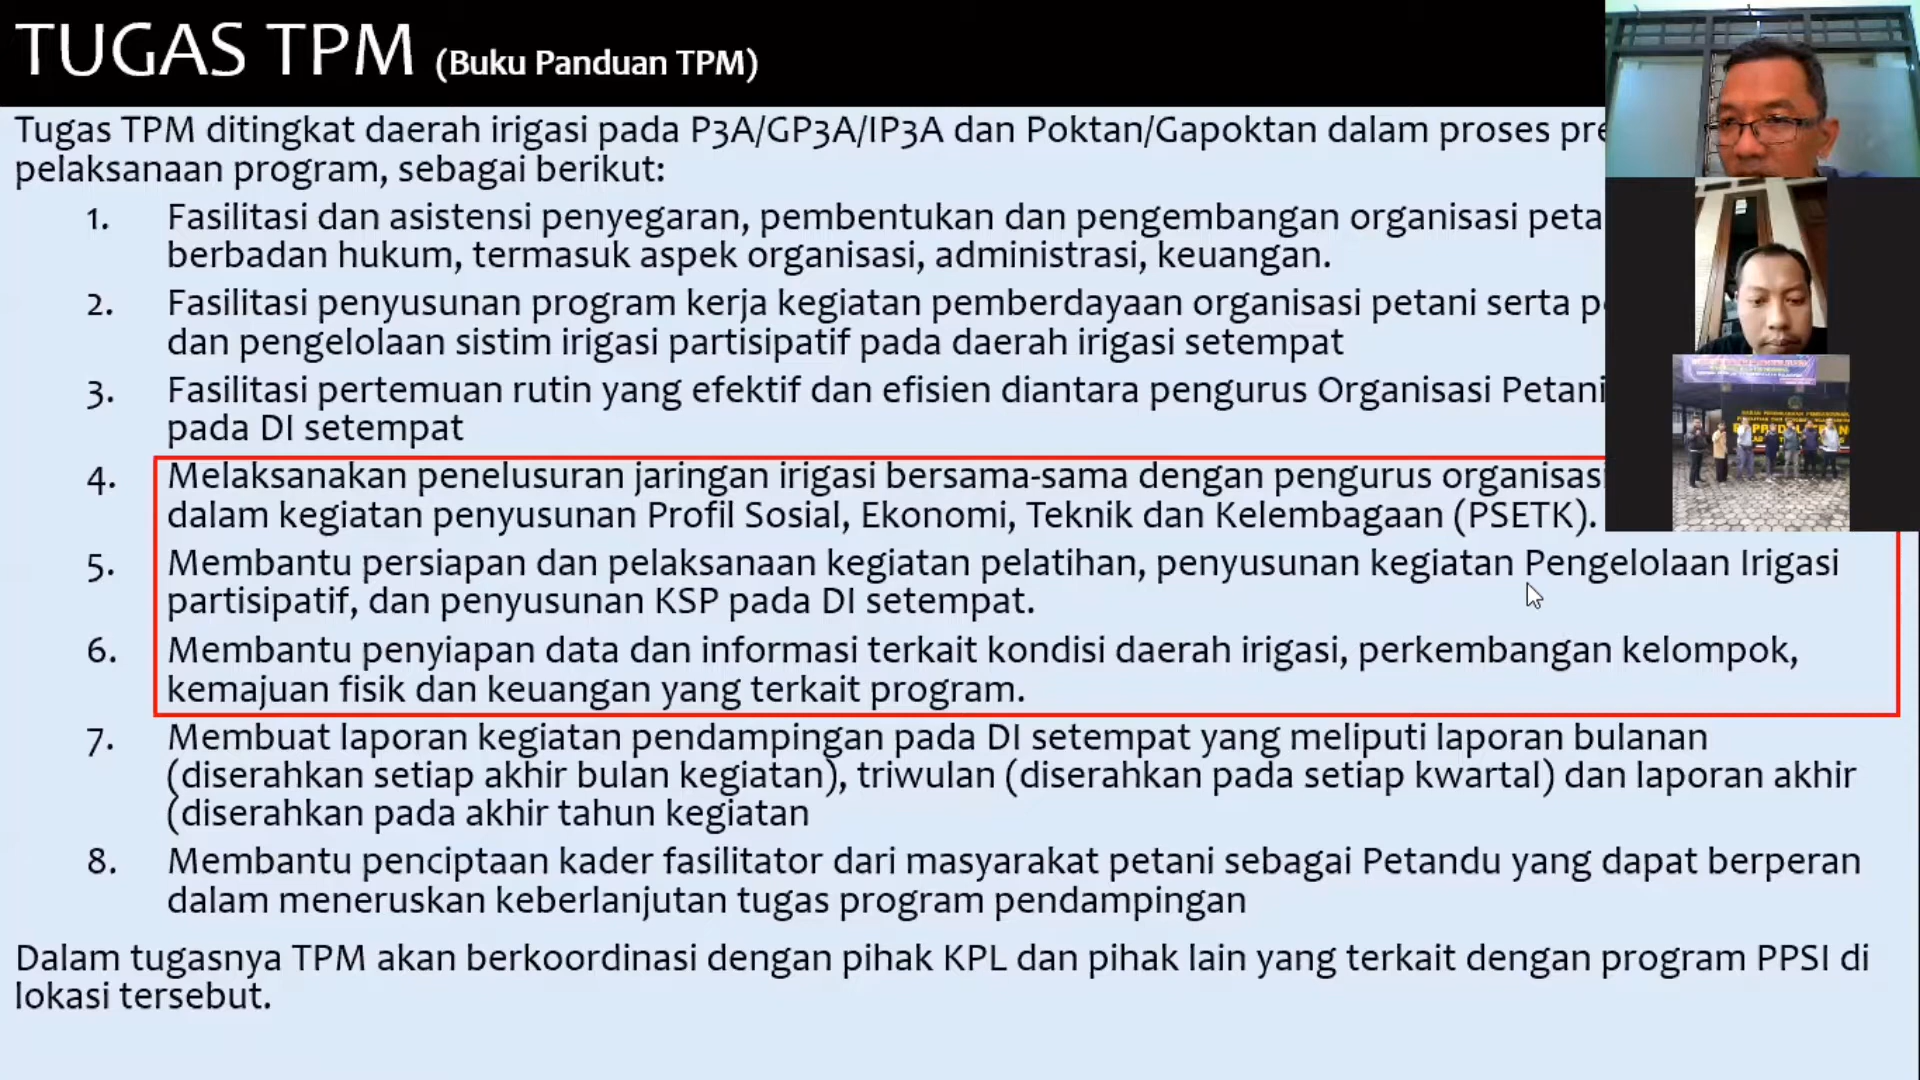 TUGAS TPM (Buku Panduan TPM)
Tugas TPM ditingkat daerah irigasi pada P3A/GP3A/IP3A dan Poktan/Gapoktan dalam proses
pelaksanaan program, sebagai berikut:
1. Fasilitasi dan asistensi penyegaran, pembentukan dan pengembangan organisasi
berbadan hukum, termasuk aspek organisasi, administrasi, keuangan.
2. Fasilitasi penyusunan program kerja kegiatan pemberdayaan organisasi petani serta
dan pengelolaan sistim irigasi partisipatif pada daerah irigasi setempat
3. Fasilitasi pertemuan rutin yang efektif dan efisien diantara pengurus Organisasi Petani
pada DI setempat
4. Melaksanakan penelusuran jaringan irigasi bersama-sama dengan pengurus organisasi
dalam kegiatan penyusunan Profil Sosial, Ekonomi, Teknik dan Kelembagaan (PSETK).
5. Membantu persiapan dan pelaksanaan kegiatan pelatihan, penyusunan kegiatan Pengelolaan Irigasi
partisipatif, dan penyusunan KSP pada DI setempat.
6. Membantu penyiapan data dan informasi terkait kondisi daerah irigasi, perkembangan kelompok,
kemajuan fisik dan keuangan yang terkait program.
7. Membuat laporan kegiatan pendampingan pada DI setempat yang meliputi laporan bulanan
(diserahkan setiap akhir bulan kegiatan), triwulan (diserahkan pada setiap kwartal) dan laporan akhir
(diserahkan pada akhir tahun kegiatan
8. Membantu penciptaan kader fasilitator dari masyarakat petani sebagai Petandu yang dapat berperan
dalam meneruskan keberlanjutan tugas program pendampingan
Dalam tugasnya TPM akan berkoordinasi dengan pihak KPL dan pihak lain yang terkait dengan program PPSI di
lokasi tersebut.